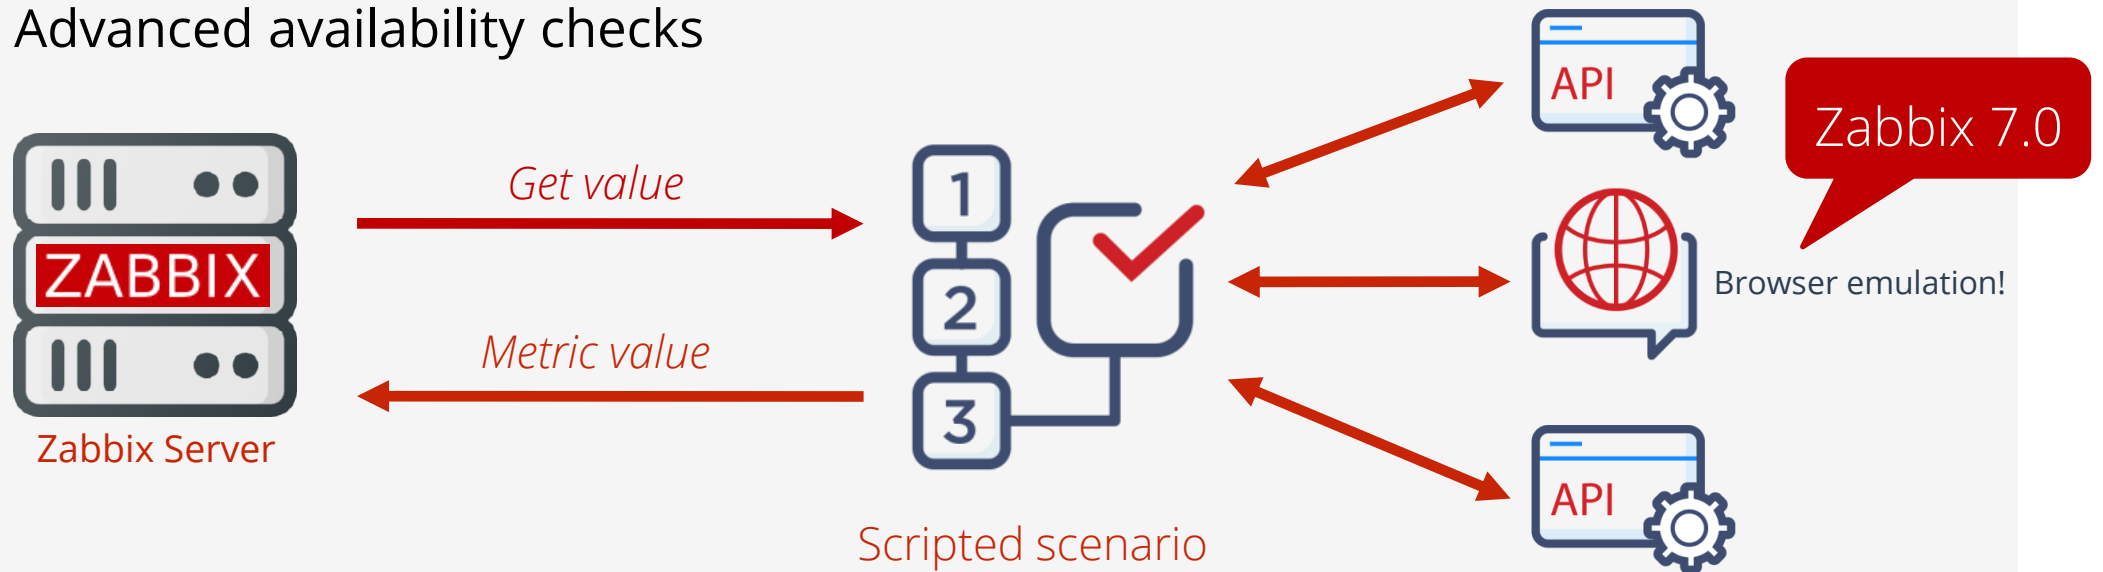 Advanced availability checks
API
Zabbix 7.0
Get value
1
ZABBIX
2
Browser emulation!
Metric value
3
Zabbix Server
API
Scripted scenario